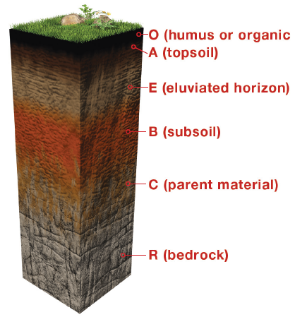 O (humus or organic
A (topsoil)
E (eluviated horizon)
B (subsoil)
C (parent material)
R (bedrock)